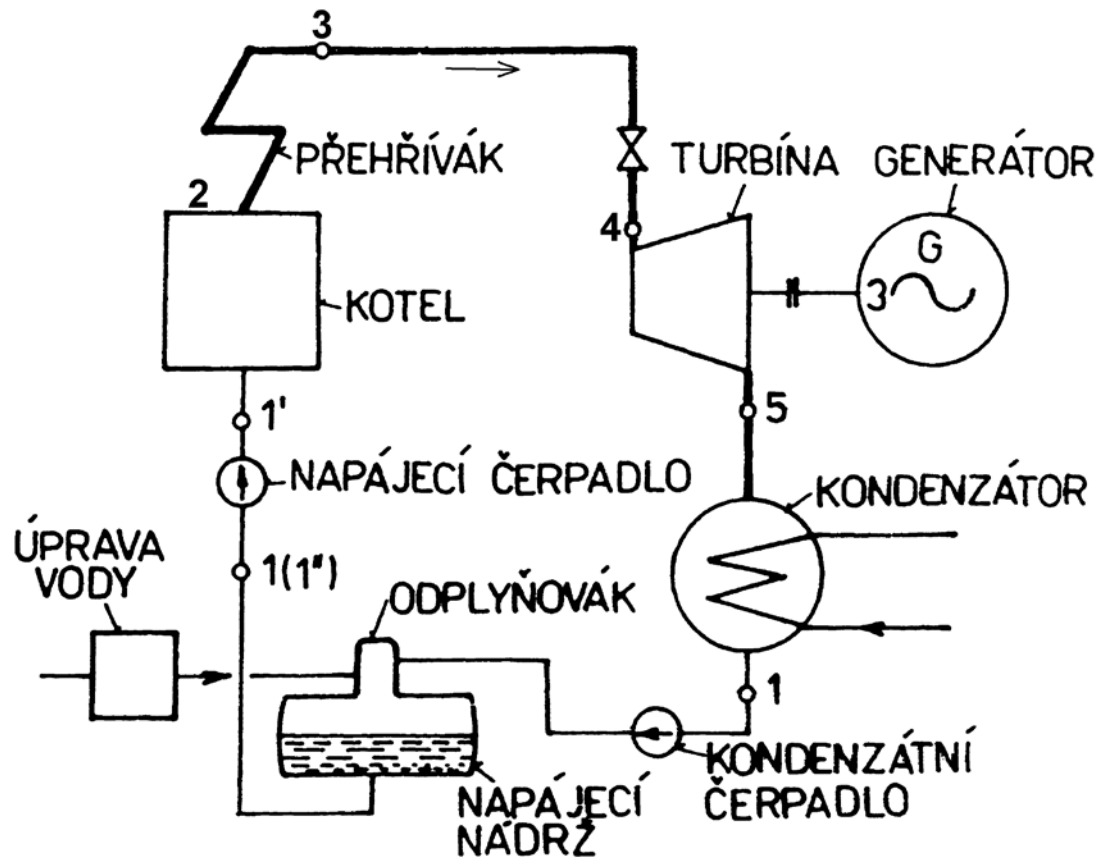 3
PŘEHŘÍVÁK
TURBÍNA
GENERÁTOR
2
4
G
3
KOTEL
1'
5
NAPÁJECÍ ČERPADLO
KONDENZÁTOR
ÚPRAVA
VODY
1(1")
ODPLYŇOVÁK
1
KONDENZÁTNÍ
ČERPADLO
NAPÁJECÍ
NÁDRŽ